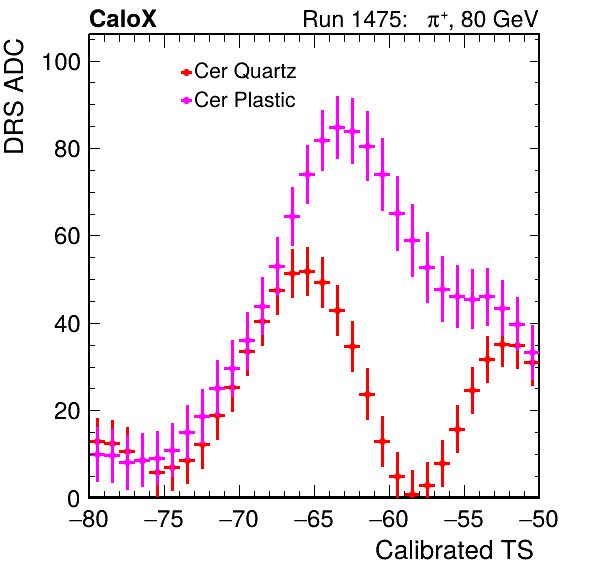 CaloX Run 1475: π⁺, 80 GeV
DRS ADC
Cer Quartz
Cer Plastic
100
80
60
40
20
0
−80 −75 −70 −65 −60 −55 −50
Calibrated TS